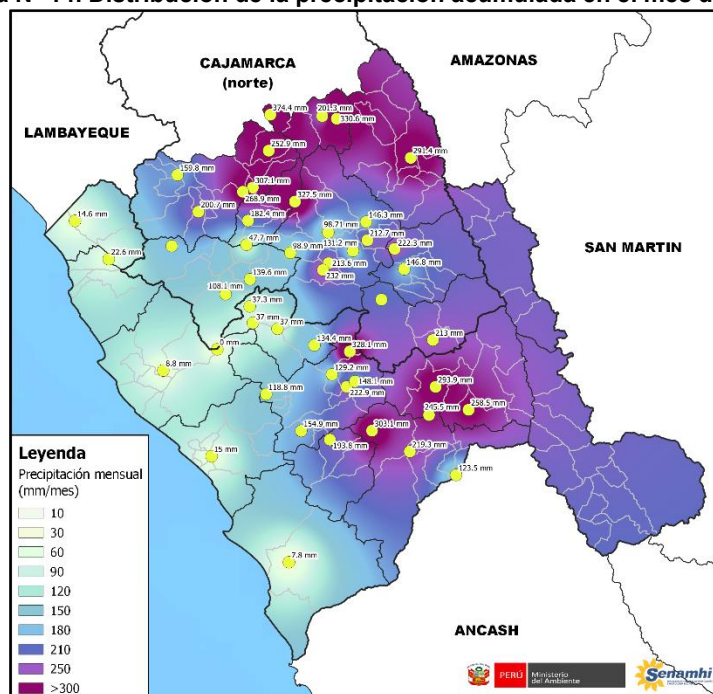 CAJAMARCA
(norte)
AMAZONAS
LAMBAYEQUE
SAN MARTIN
ANCASH
374.4 mm
201.3 mm
330.6 mm
252.9 mm
291.4 mm
159.8 mm
307.1 mm
268.9 mm
327.5 mm
200.7 mm
182.4 mm
146.3 mm
14.6 mm
98.71 mm
212.7 mm
47.7 mm
131.2 mm
222.3 mm
98.9 mm
22.6 mm
213.6 mm
146.8 mm
232 mm
139.6 mm
108.1 mm
37.3 mm
37 mm
37 mm
213 mm
134.4 mm
0 mm
328.1 mm
8.8 mm
129.2 mm
148.1 mm
293.9 mm
222.9 mm
118.8 mm
245.5 mm
258.5 mm
154.9 mm
303.1 mm
193.8 mm
219.3 mm
15 mm
123.5 mm
7.8 mm
Leyenda
Precipitación mensual
(mm/mes)
10
30
60
90
120
150
180
210
250
>300
PERÚ
Ministerio
del Ambiente
Senamhi